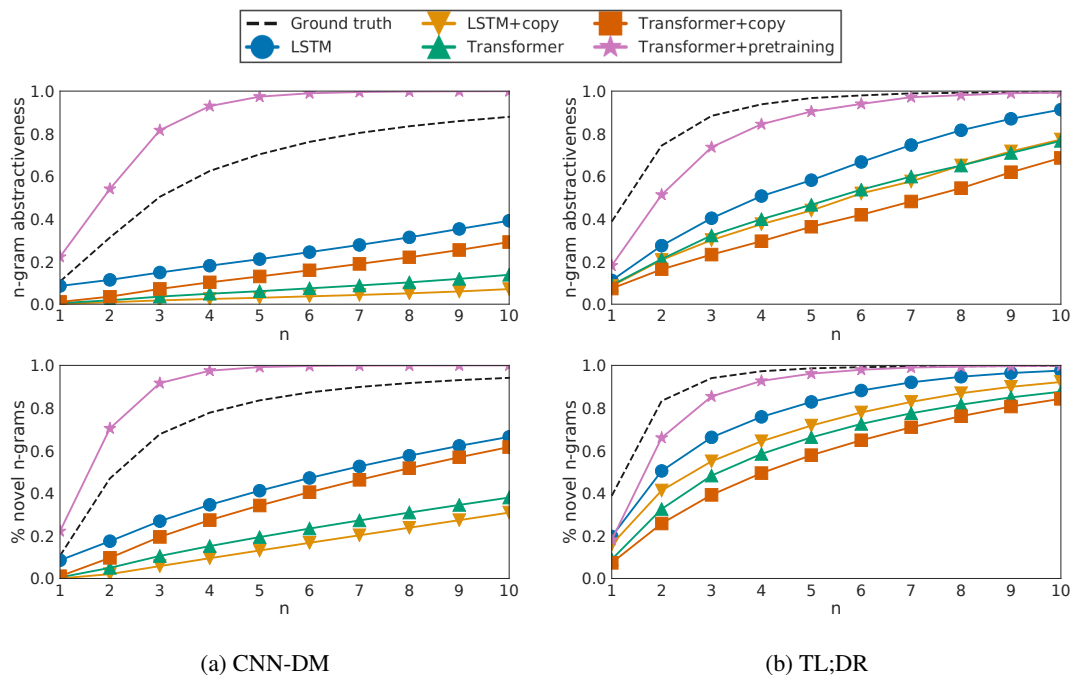 Ground truth LSTM+copy Transformer+copy
LSTM Transformer Transformer+pretraining
1.0
0.8
0.6
0.4
0.2
0.0
n-gram abstractiveness
1 2 3 4 5 6 7 8 9 10
n
1.0
0.8
0.6
0.4
0.2
0.0
n-gram abstractiveness
1 2 3 4 5 6 7 8 9 10
n
1.0
0.8
0.6
0.4
0.2
0.0
% novel n-grams
1 2 3 4 5 6 7 8 9 10
n
1.0
0.8
0.6
0.4
0.2
0.0
% novel n-grams
1 2 3 4 5 6 7 8 9 10
n
(a) CNN-DM
(b) TL;DR